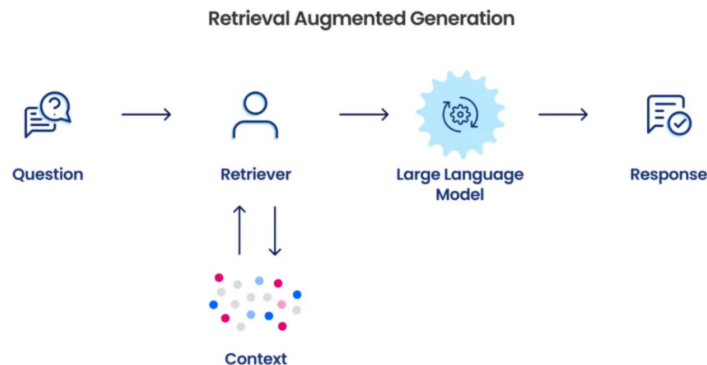 Retrieval Augmented Generation
Question
Retriever
Large Language
Model
Response
Context